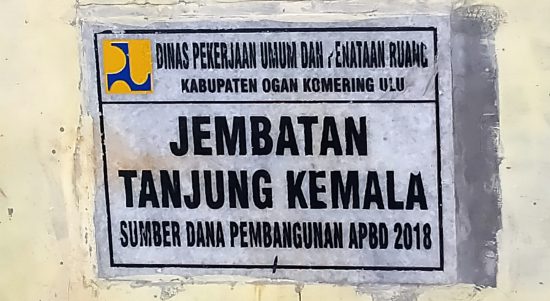 DINAS PEKERJAAN UMUM DAN PENATAAN RUANG
KABUPATEN OGAN KOMERING ULU
JEMBATAN
TANJUNG KEMALA
SUMBER DANA PEMBANGUNAN APBD 2018